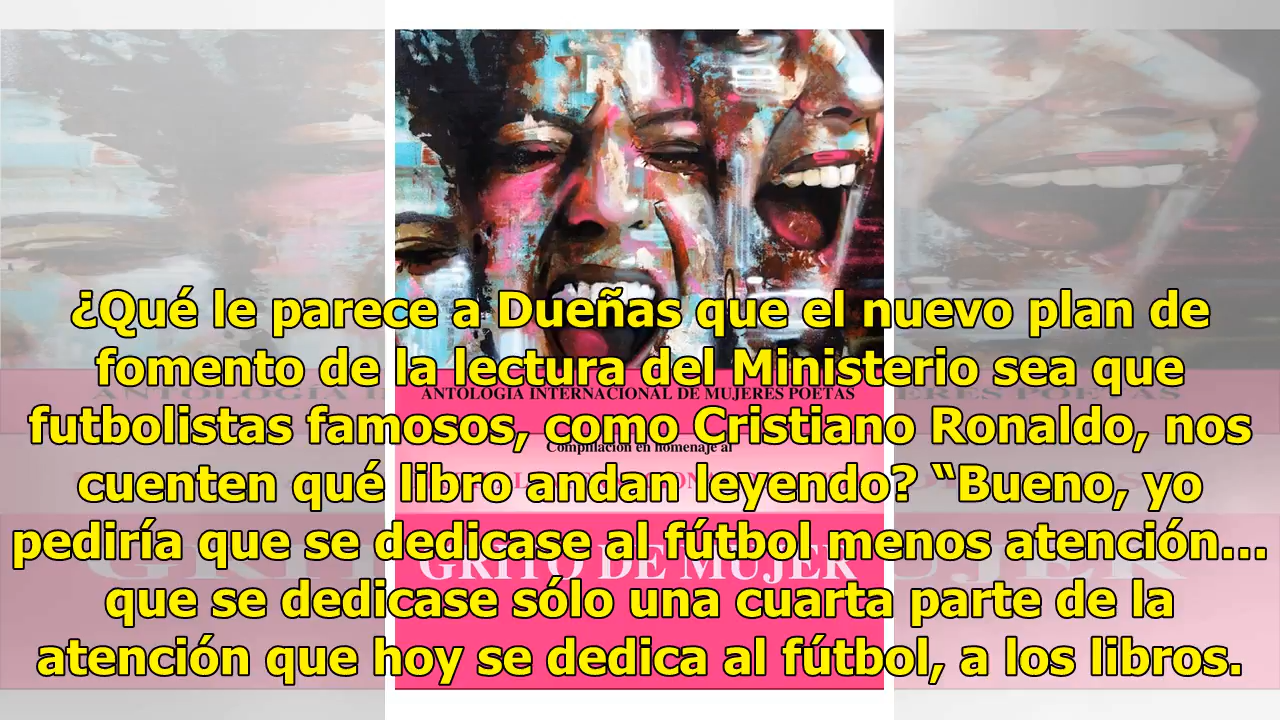 ¿Qué le parece a Dueñas que el nuevo plan de
fomento de la lectura del Ministerio sea que
futbolistas famosos, como Cristiano Ronaldo, nos
cuenten qué libro andan leyendo? “Bueno, yo
pediría que se dedicase al fútbol menos atención...
que se dedicase sólo una cuarta parte de la
atención que hoy se dedica al fútbol, a los libros.
ANTOLOGIA INTERNACIONAL DE MUJERES POETAS
Compilación en homenaje al
GRITO DE MUJER